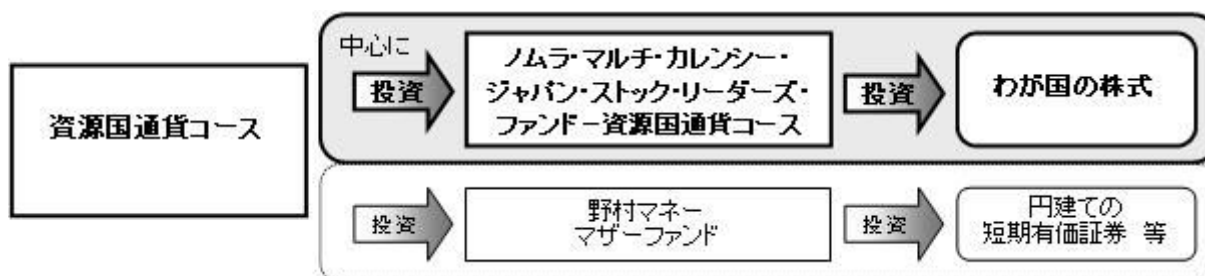 資源国通貨コース
中心に
投資
ノムラ・マルチ・カレンシー・
ジャパン・ストック・リーダーズ・
ファンドー資源国通貨コース
投資
わが国の株式
投資
野村マネー
マザーファンド
投資
円建ての
短期有価証券 等